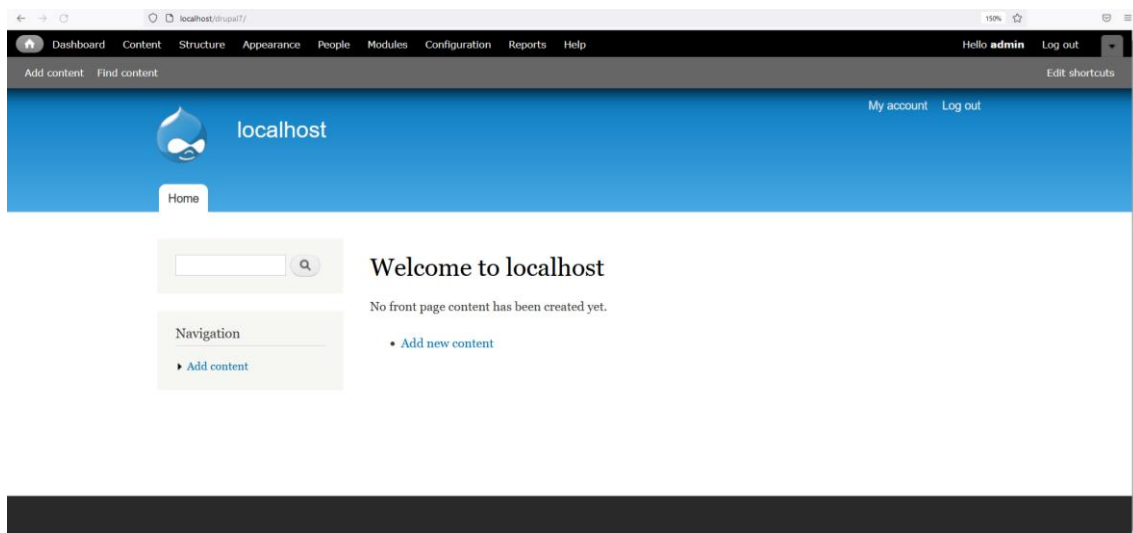 localhost/drupal7/ 150%
Dashboard Content Structure Appearance People Modules Configuration Reports Help Hello admin Log out
Add content Find content Edit shortcuts
My account Log out
localhost
Home
Welcome to localhost
No front page content has been created yet.
Navigation
Add new content
Add content